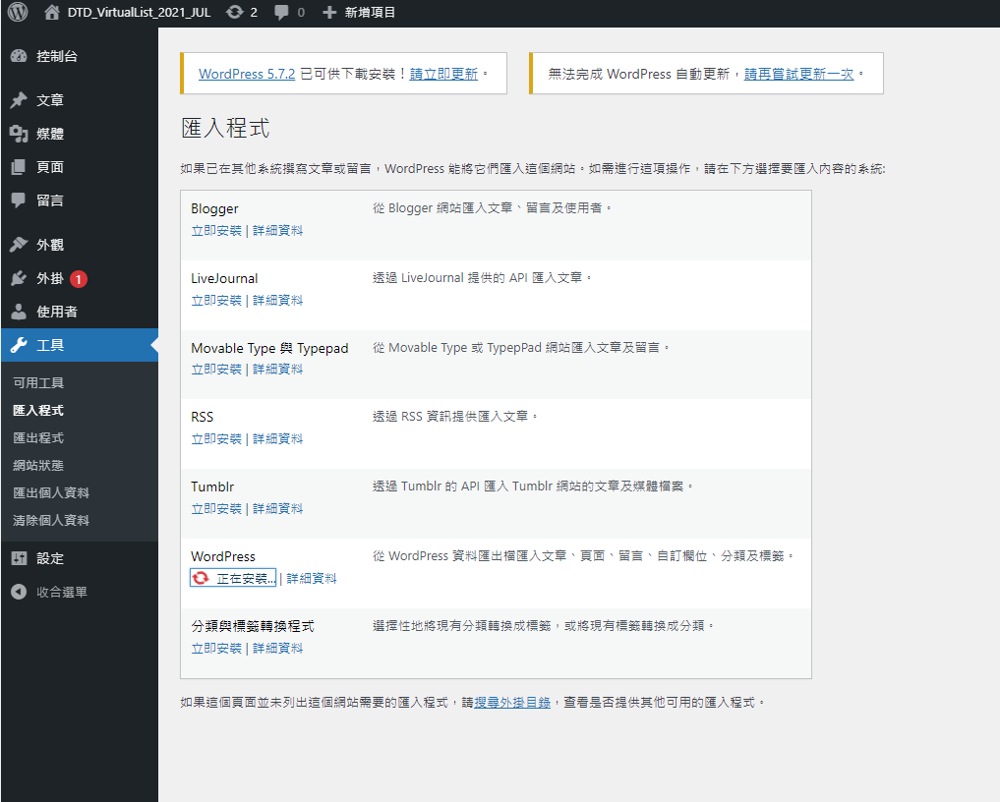 DTD_VirtualList_2021_JUL 2 0 新增項目
控制台
文章
媒體
頁面
留言
外觀
外掛 1
使用者
工具
可用工具
匯入程式
匯出程式
網站狀態
匯出個人資料
清除個人資料
設定
收合選單
WordPress 5.7.2 已可供下載安裝！請立即更新。
無法完成 WordPress 自動更新，請再嘗試更新一次。
匯入程式
如果已在其他系統撰寫文章或留言，WordPress 能將它們匯入這個網站。如需進行這項操作，請在下方選擇要匯入內容的系統:
Blogger 從 Blogger 網站匯入文章、留言及使用者。
立即安裝 | 詳細資料
LiveJournal 透過 LiveJournal 提供的 API 匯入文章。
立即安裝 | 詳細資料
Movable Type 與 Typepad 從 Movable Type 或 TypepPad 網站匯入文章及留言。
立即安裝 | 詳細資料
RSS 透過 RSS 資訊提供匯入文章。
立即安裝 | 詳細資料
Tumblr 透過 Tumblr 的 API 匯入 Tumblr 網站的文章及媒體檔案。
立即安裝 | 詳細資料
WordPress 從 WordPress 資料匯出檔匯入文章、頁面、留言、自訂欄位、分類及標籤。
正在安裝... | 詳細資料
分類與標籤轉換程式 選擇性地將現有分類轉換成標籤，或將現有標籤轉換成分類。
立即安裝 | 詳細資料
如果這個頁面並未列出這個網站需要的匯入程式，請搜尋外掛目錄，查看是否提供其他可用的匯入程式。